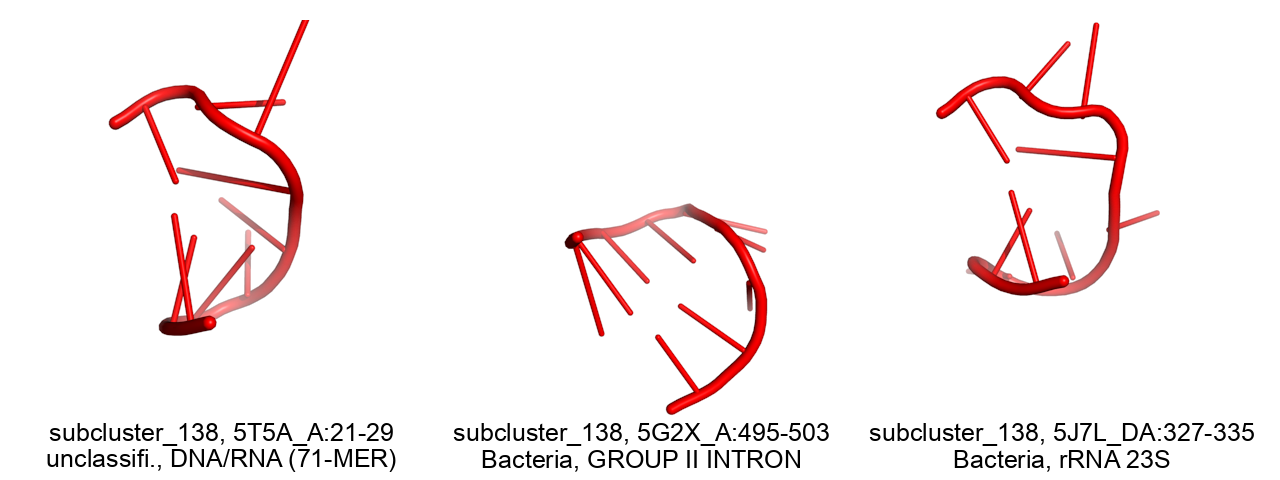 subcluster_138, 5T5A_A:21-29
unclassifi., DNA/RNA (71-MER)
subcluster_138, 5G2X_A:495-503
Bacteria, GROUP II INTRON
subcluster_138, 5J7L_DA:327-335
Bacteria, rRNA 23S